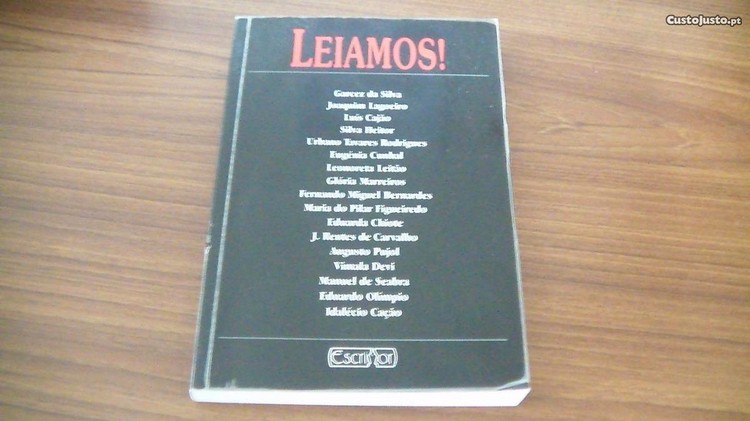 CustoJusto.pt
LEIAMOS!
Garcez da Silva
Joaquim Lagoeiro
Luís Cajão
Silva Heitor
Urbano Tavares Rodrigues
Eugénia Cunhal
Leonoreta Leitão
Glória Marreiros
Fernando Miguel Bernardes
Maria do Pilar Figueiredo
Eduarda Chiote
J. Rentes de Carvalho
Augusto Pujol
Vimala Devi
Manuel de Seabra
Eduardo Olímpio
Idalécio Cação
Escritor